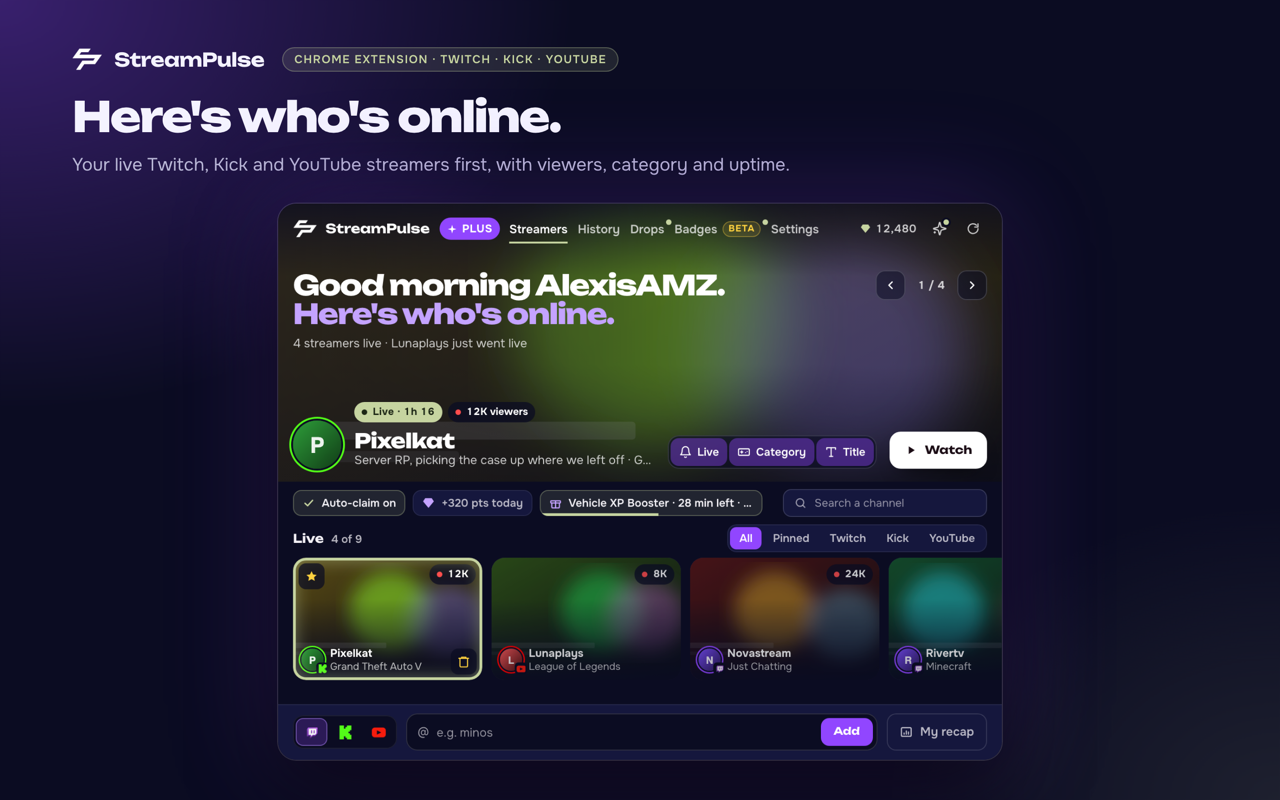 StreamPulse
CHROME EXTENSION · TWITCH · KICK · YOUTUBE
Here's who's online.
Your live Twitch, Kick and YouTube streamers first, with viewers, category and uptime.
StreamPulse
PLUS
Streamers
History
Drops
Badges
BETA
Settings
12,480
Good morning AlexisAMZ.
Here's who's online.
1 / 4
4 streamers live · Lunaplays just went live
Live · 1h 16
12K viewers
P
Pixelkat
Server RP, picking the case up where we left off · G...
Live
Category
Title
Watch
Auto-claim on
+320 pts today
Vehicle XP Booster · 28 min left · ...
Search a channel
Live
4 of 9
All
Pinned
Twitch
Kick
YouTube
12K
P
Pixelkat
Grand Theft Auto V
8K
L
Lunaplays
League of Legends
24K
N
Novastream
Just Chatting
R
Rivertv
Minecraft
K
@ e.g. minos
Add
My recap